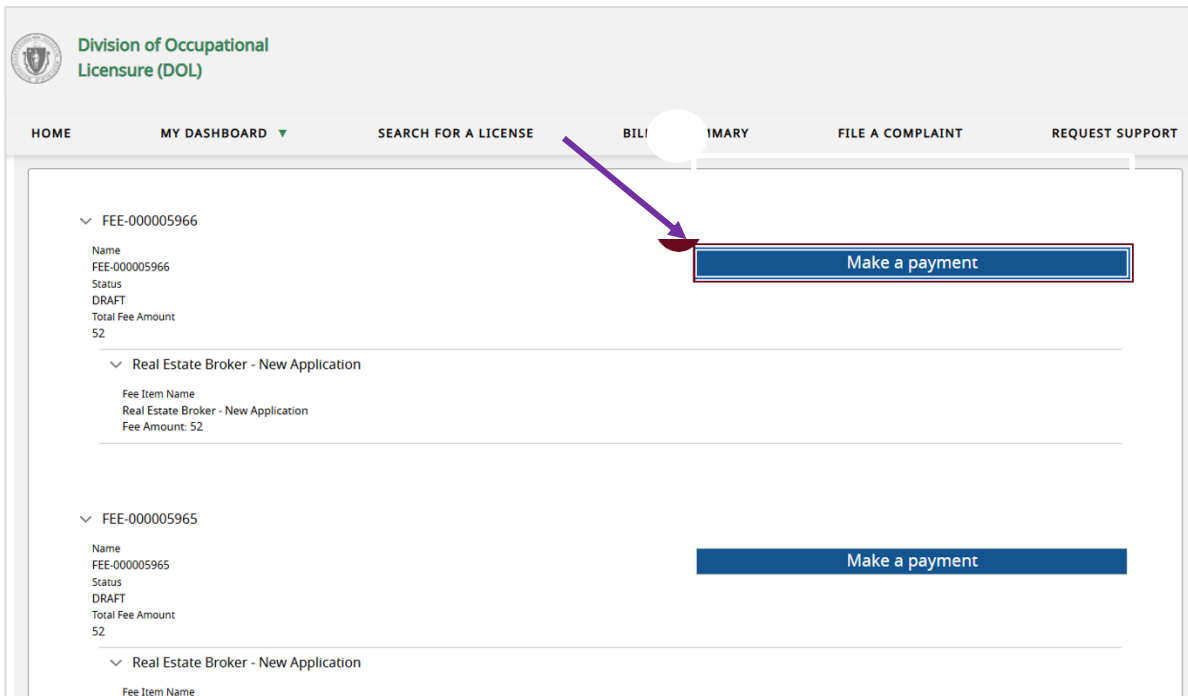 Division of Occupational
Licensure (DOL)
HOME MY DASHBOARD ▼ SEARCH FOR A LICENSE FILE A COMPLAINT REQUEST SUPPORT
FEE-000005966
Name
FEE-000005966
Make a payment
Status
DRAFT
Total Fee Amount
52
Real Estate Broker - New Application
Fee Item Name
Real Estate Broker - New Application
Fee Amount: 52
FEE-000005965
Name
FEE-000005965
Make a payment
Status
DRAFT
Total Fee Amount
52
Real Estate Broker - New Application
Fee Item Name